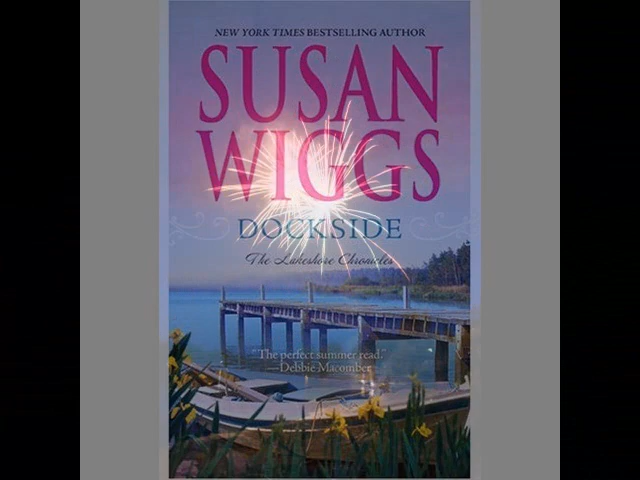 NEW YORK TIMES BESTSELLING AUTHOR
SUSAN
WIGGS
DOCKSIDE
The Lakeshore Chronicles
"The perfect summer read."
—Debbie Macomber